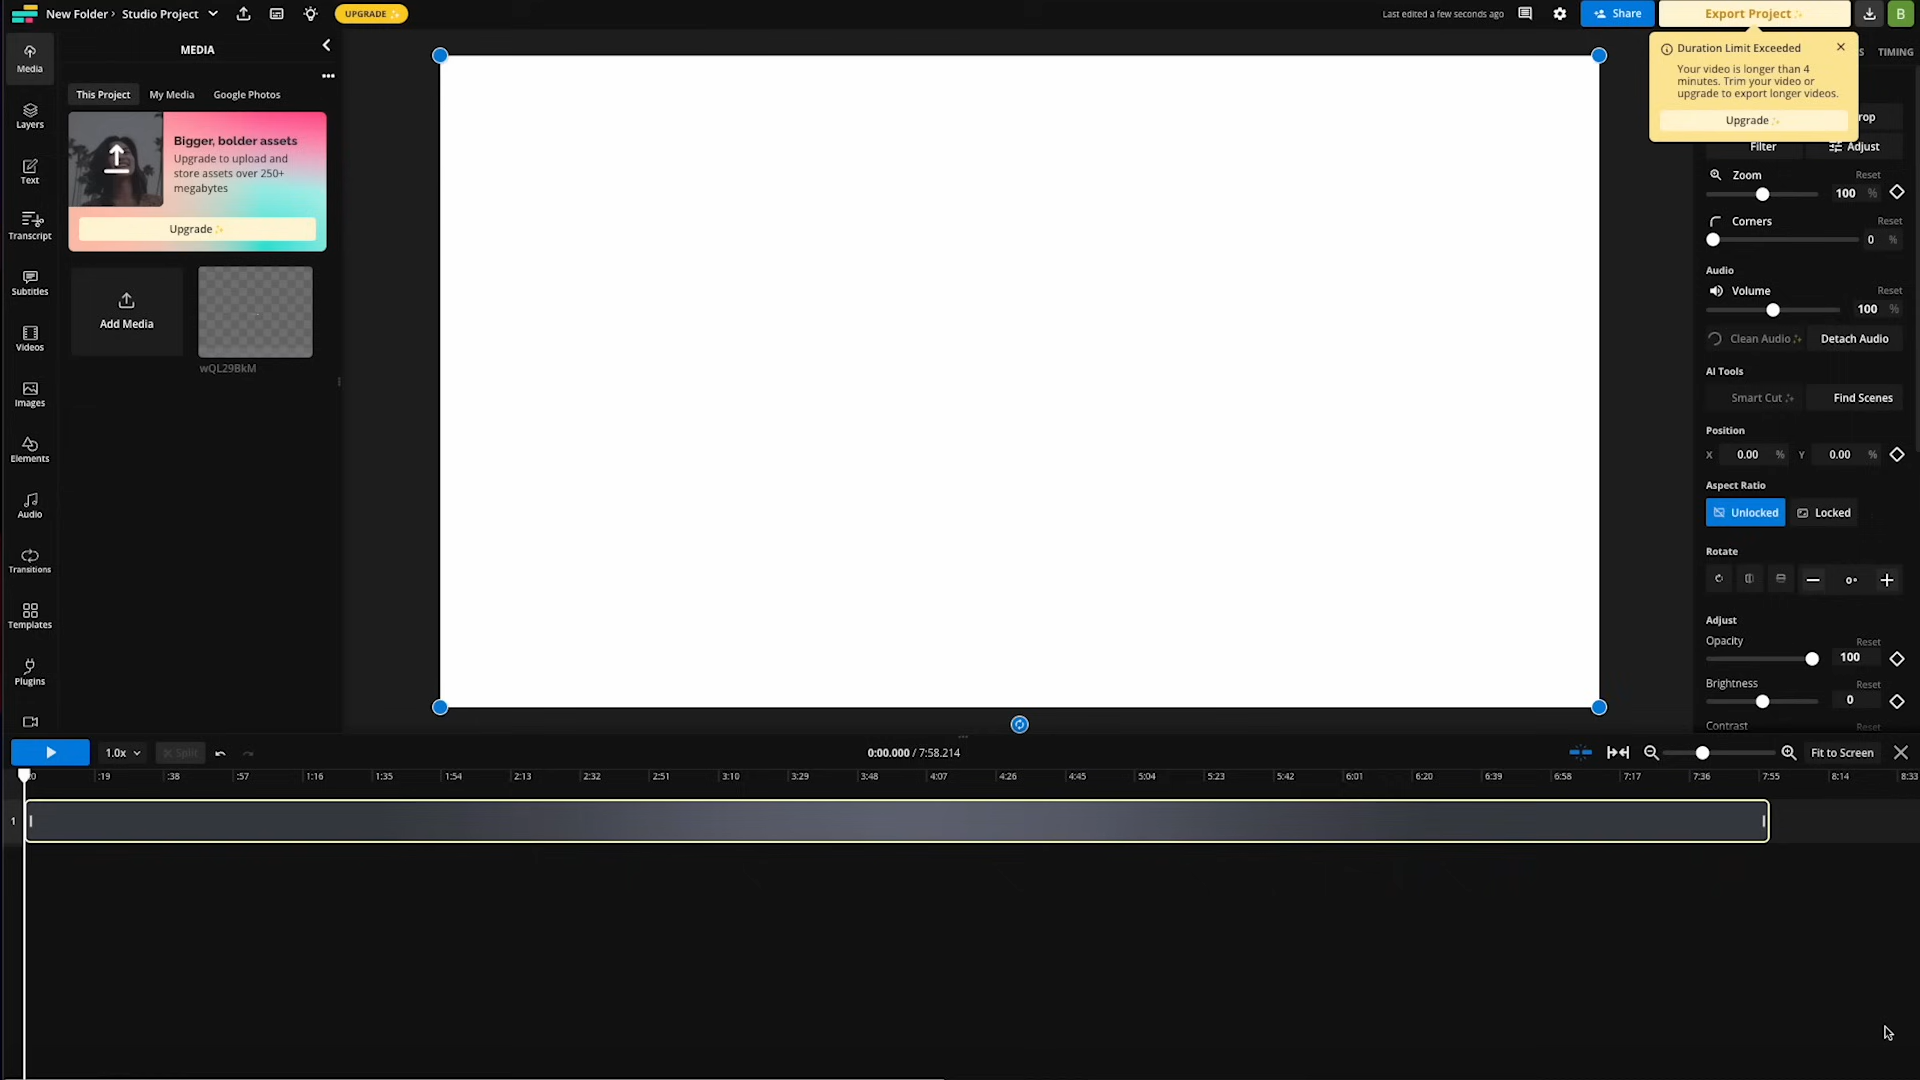 New Folder› Studio Project
UPGRADE
Last edited a few seconds ago
Share
Export Project
B
Duration Limit Exceeded
Your video is longer than 4
minutes. Trim your video or
upgrade to export longer videos.
Upgrade
TIMING
Media
Layers
Text
Transcript
Subtitles
Videos
Images
Elements
Audio
Transitions
Templates
Plugins
MEDIA
This Project
My Media
Google Photos
Bigger, bolder assets
Upgrade to upload and
store assets over 250+
megabytes
Upgrade
Add Media
wQL29BkM
Filter
Adjust
Zoom
Reset
100 %
Corners
Reset
0 %
Audio
Volume
Reset
100 %
Clean Audio
Detach Audio
AI Tools
Smart Cut
Find Scenes
Position
X 0.00 % Y 0.00 %
Aspect Ratio
Unlocked
Locked
Rotate
0°
Adjust
Opacity
Reset
100
Brightness
Reset
0
Contrast
Reset
1.0x
Split
0:00.000 / 7:58.214
Fit to Screen
:19 :38 :57 1:16 1:35 1:54 2:13 2:32 2:51 3:10 3:29 3:48 4:07 4:26 4:45 5:04 5:23 5:42 6:01 6:20 6:39 6:58 7:17 7:36 7:55 8:14 8:33
1